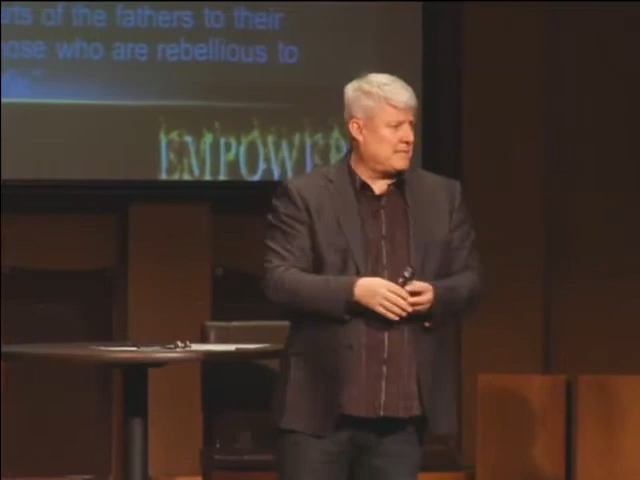 of the fathers to their
who are rebellious to
EMPOWER